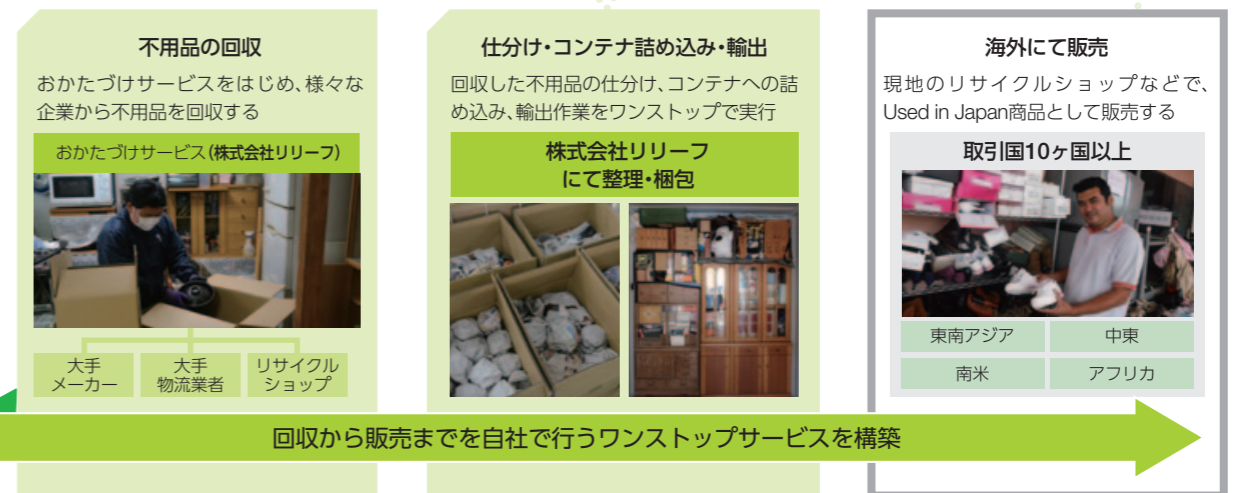 不用品の回収
おかたづけサービスをはじめ、様々な
企業から不用品を回収する
おかたづけサービス(株式会社リリーフ)
大手
メーカー
大手
物流業者
リサイクル
ショップ
仕分け・コンテナ詰め込み・輸出
回収した不用品の仕分け、コンテナへの詰
め込み、輸出作業をワンストップで実行
株式会社リリーフ
にて整理・梱包
海外にて販売
現地のリサイクルショップなどで、
Used in Japan商品として販売する
取引国10ヶ国以上
東南アジア
中東
南米
アフリカ
回収から販売までを自社で行うワンストップサービスを構築